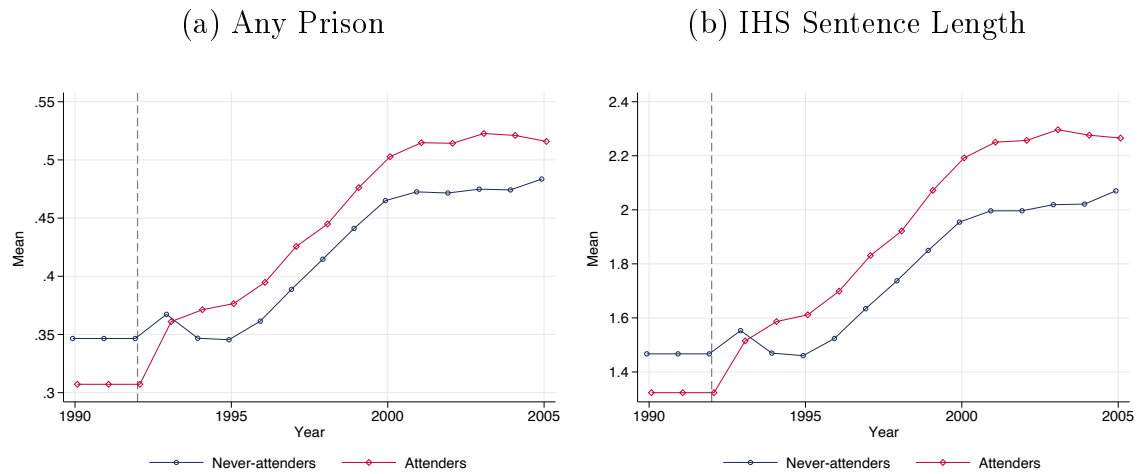 (a) Any Prison
.55
.5
.45
.4
.35
.3
Mean
1990 1995 2000 2005
Year
Never-attenders Attenders
(b) IHS Sentence Length
2.4
2.2
2
1.8
1.6
1.4
Mean
1990 1995 2000 2005
Year
Never-attenders Attenders